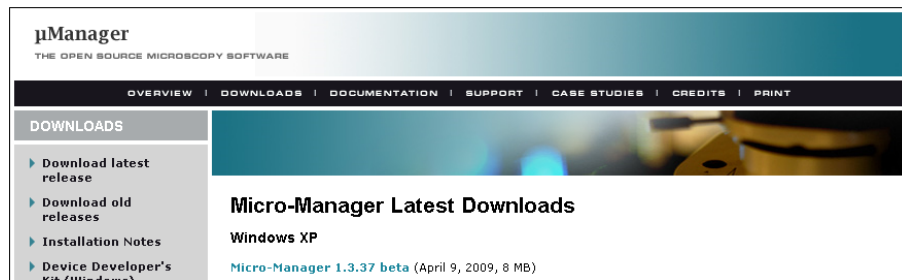 µManager
THE OPEN SOURCE MICROSCOPY SOFTWARE
OVERVIEW | DOWNLOADS | DOCUMENTATION | SUPPORT | CASE STUDIES | CREDITS | PRINT
DOWNLOADS
Download latest
release
Download old
releases
Installation Notes
Device Developer's
Kit (Windows)
Micro-Manager Latest Downloads
Windows XP
Micro-Manager 1.3.37 beta (April 9, 2009, 8 MB)